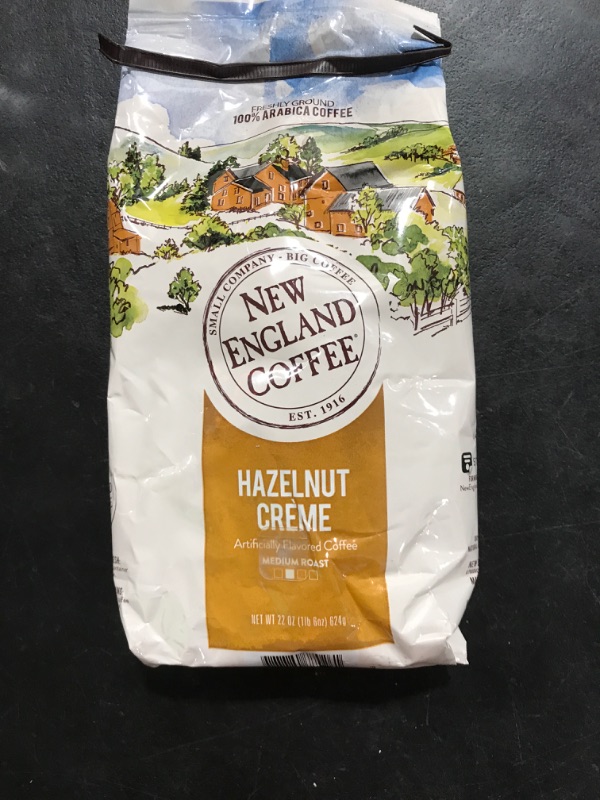 FRESHLY GROUND
100% ARABICA COFFEE
SMALL COMPANY - BIG COFFEE
NEW
ENGLAND
COFFEE®
EST. 1916
HAZELNUT
CRÈME
Artificially Flavored Coffee
MEDIUM ROAST
NET WT 22 OZ (1lb 6oz) 624g